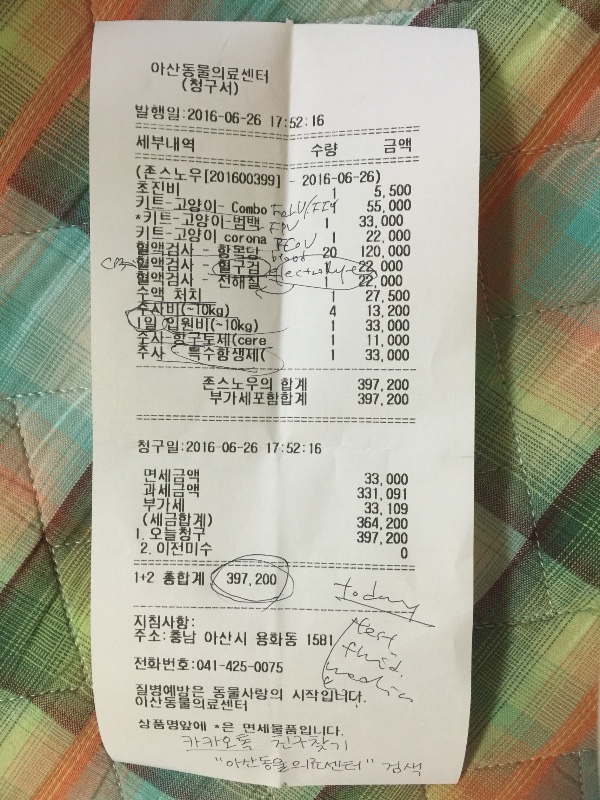 아산동물의료센터
(청구서)
발행일:2016-06-26 17:52:16
세부내역 수량 금액
(존스노우[201600399] - 2016-06-26)
초진비 1 5,500
키트-고양이- Combo FeLV/FIV 1 55,000
*키트-고양이-범백 FPV 1 33,000
키트-고양이 corona FCoV 1 22,000
혈액검사 - 항목당 blood 20 120,000
CBC 혈액검사 - 혈구검 1 22,000
혈액검사 - 전해질 electrolytes 1 22,000
수액 처치 1 27,500
주사비(~10kg) 4 13,200
1일 입원비(~10kg) 1 33,000
주사 항구토제(cere 1 11,000
주사 특수항생제( 1 33,000
존스노우의 합계 397,200
부가세포함합계 397,200
청구일:2016-06-26 17:52:16
면세금액 33,000
과세금액 331,091
부가세 33,109
(세금합계) 364,200
1. 오늘청구 397,200
2. 이전미수 0
1+2 총합계 397,200
today
test
fluid
medic
지침사항:
주소:충남 아산시 용화동 1581
전화번호:041-425-0075
질병예방은 동물사랑의 시작입니다.
아산동물의료센터
상품명앞에 *은 면세물품입니다.
카카오톡 친구찾기
"아산동물의료센터" 검색